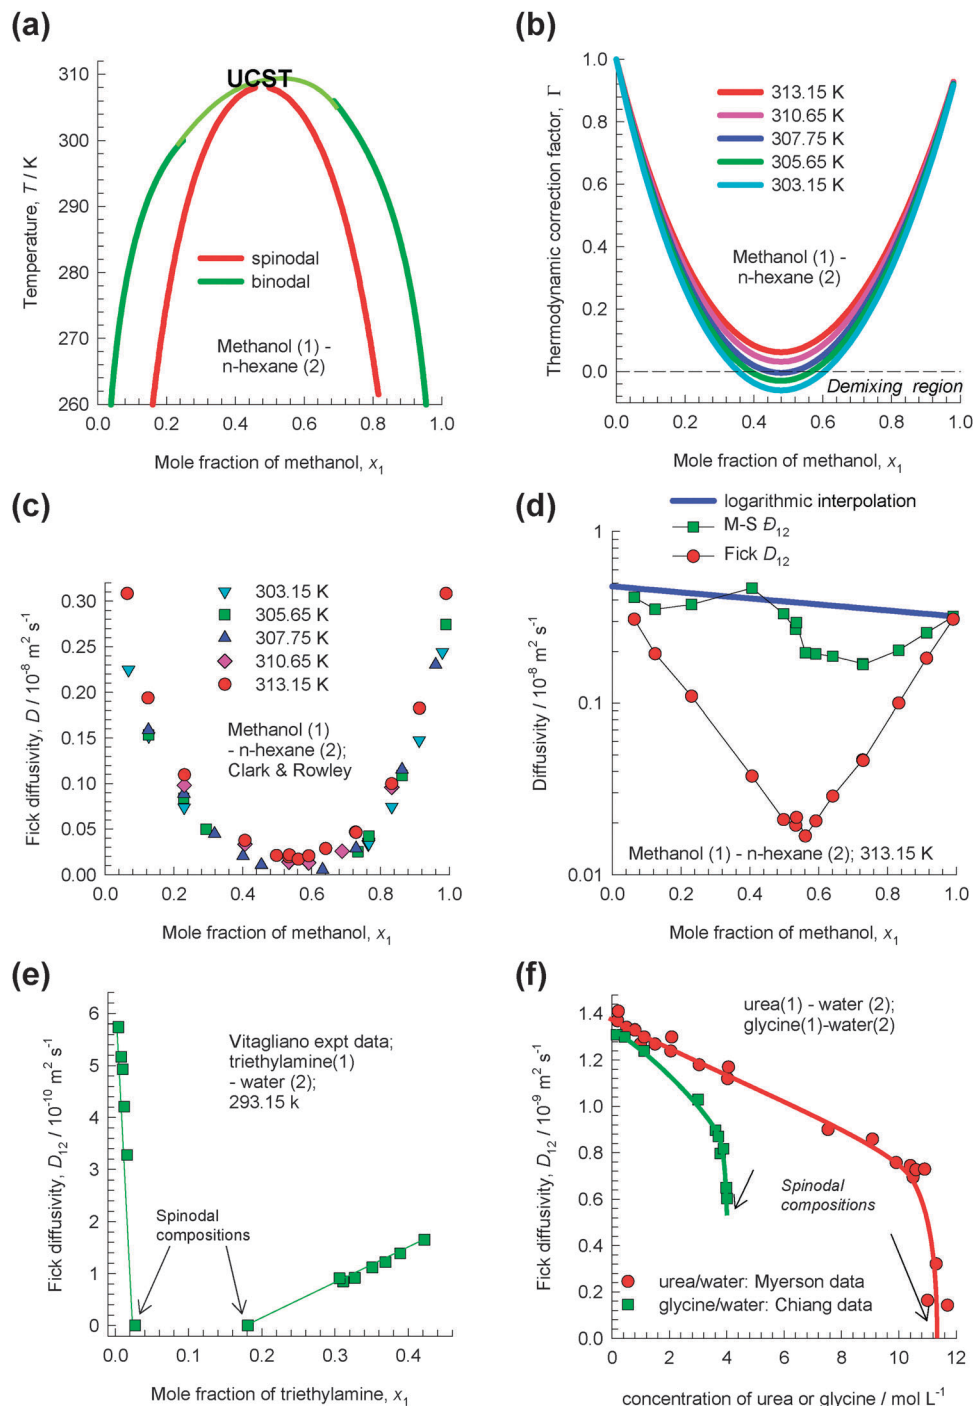 (a)
UCST
310
300
290
280
270
260
Temperature, T / K
spinodal
binodal
Methanol (1) -
n-hexane (2)
0.0 0.2 0.4 0.6 0.8 1.0
Mole fraction of methanol, x1
(b)
1.0
0.8
0.6
0.4
0.2
0.0
Thermodynamic correction factor, Γ
313.15 K
310.65 K
307.75 K
305.65 K
303.15 K
Methanol (1) -
n-hexane (2)
Demixing region
0.0 0.2 0.4 0.6 0.8 1.0
Mole fraction of methanol, x1
(c)
0.30
0.25
0.20
0.15
0.10
0.05
0.00
Fick diffusivity, D / 10-8 m2 s-1
303.15 K
305.65 K
307.75 K
310.65 K
313.15 K
Methanol (1)
- n-hexane (2);
Clark & Rowley
0.0 0.2 0.4 0.6 0.8 1.0
Mole fraction of methanol, x1
(d)
logarithmic interpolation
M-S Đ12
Fick D12
1
0.1
0.01
Diffusivity / 10-8 m2 s-1
Methanol (1) - n-hexane (2); 313.15 K
0.0 0.2 0.4 0.6 0.8 1.0
Mole fraction of methanol, x1
(e)
6
5
4
3
2
1
0
Fick diffusivity, D12 / 10-10 m2 s-1
Vitagliano expt data;
triethylamine(1)
- water (2);
293.15 k
Spinodal
compositions
0.0 0.1 0.2 0.3 0.4
Mole fraction of triethylamine, x1
(f)
1.4
1.2
1.0
0.8
0.6
0.4
0.2
0.0
Fick diffusivity, D12 / 10-9 m2 s-1
urea(1) - water (2);
glycine(1)-water(2)
Spinodal
compositions
urea/water: Myerson data
glycine/water: Chiang data
0 2 4 6 8 10 12
concentration of urea or glycine / mol L-1